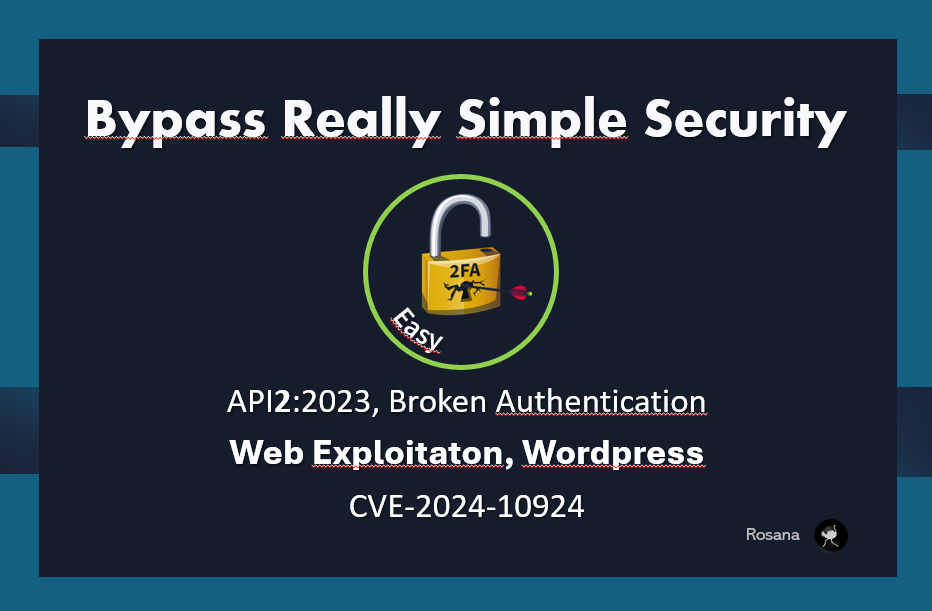 Bypass Really Simple Security
2FA
Easy
API2:2023, Broken Authentication
Web Exploitaton, Wordpress
CVE-2024-10924
Rosana